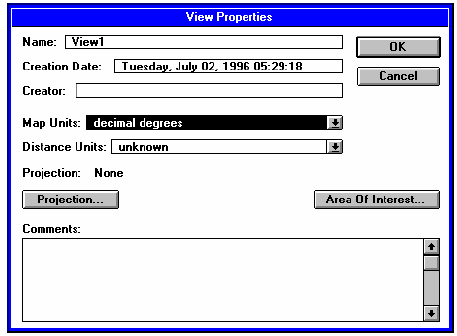 View Properties
Name: View1
OK
Creation Date: Tuesday, July 02, 1996 05:29:18
Cancel
Creator:
Map Units: decimal degrees
Distance Units: unknown
Projection: None
Projection... Area Of Interest...
Comments: